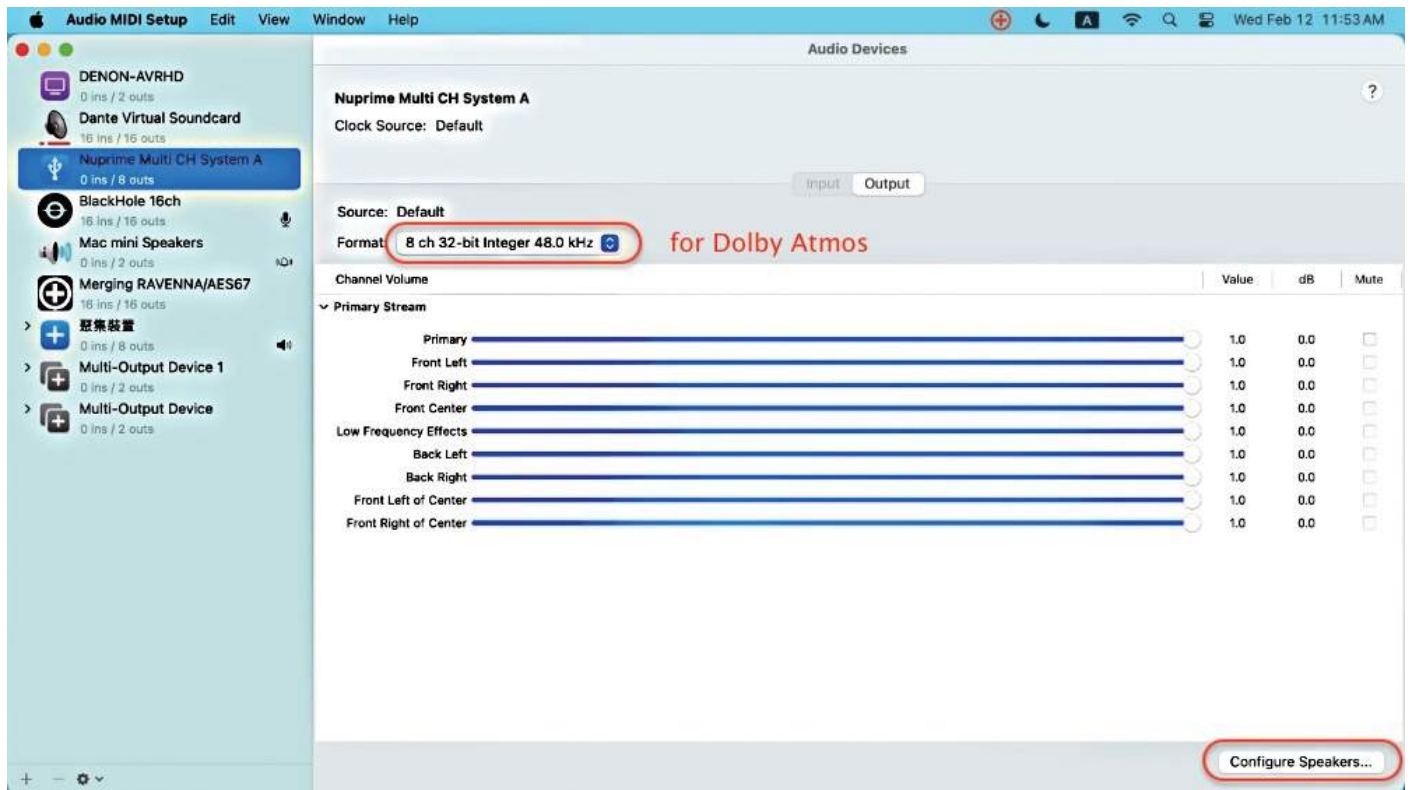 Audio MIDI Setup Edit View Window Help A Wed Feb 12 11:53 AM
Audio Devices
DENON-AVRHD
0 ins / 2 outs
Dante Virtual Soundcard
16 ins / 16 outs
Nuprime Multi CH System A
0 ins / 8 outs
BlackHole 16ch
16 ins / 16 outs
Mac mini Speakers
0 ins / 2 outs
Merging RAVENNA/AES67
16 ins / 16 outs
聚集裝置
0 ins / 8 outs
Multi-Output Device 1
0 ins / 2 outs
Multi-Output Device
0 ins / 2 outs
Nuprime Multi CH System A ?
Clock Source: Default
Input Output
Source: Default
Format: 8 ch 32-bit Integer 48.0 kHz for Dolby Atmos
Channel Volume Value dB Mute
Primary Stream
Primary 1.0 0.0
Front Left 1.0 0.0
Front Right 1.0 0.0
Front Center 1.0 0.0
Low Frequency Effects 1.0 0.0
Back Left 1.0 0.0
Back Right 1.0 0.0
Front Left of Center 1.0 0.0
Front Right of Center 1.0 0.0
Configure Speakers...